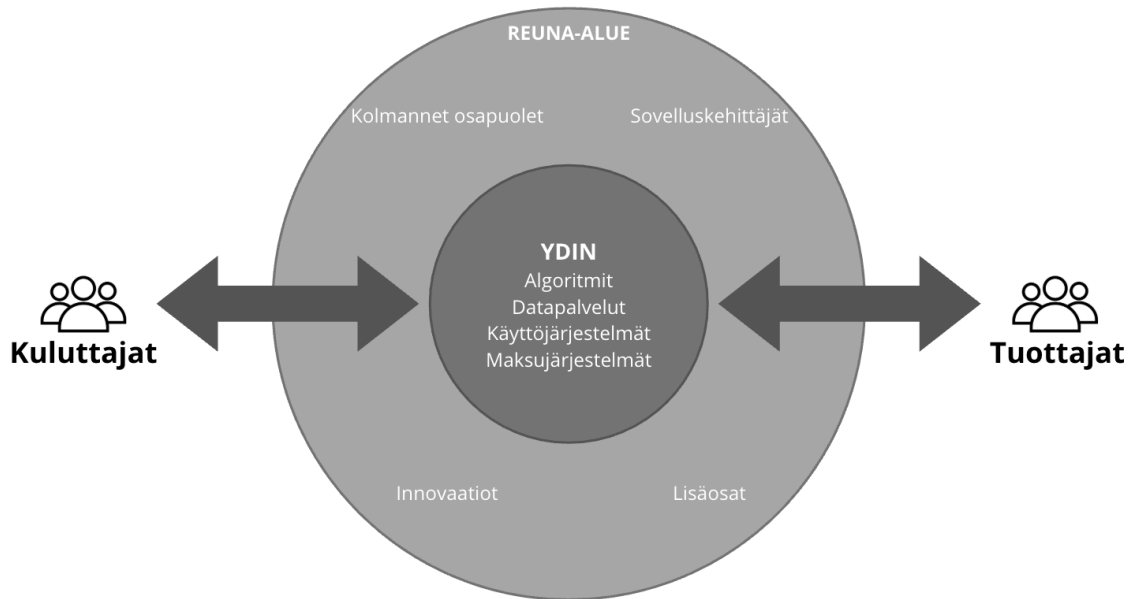 REUNA-ALUE
Kolmannet osapuolet
Sovelluskehittäjät
YDIN
Algoritmit
Datapalvelut
Käyttöjärjestelmät
Maksujärjestelmät
Kuluttajat
Tuottajat
Innovaatiot
Lisäosat